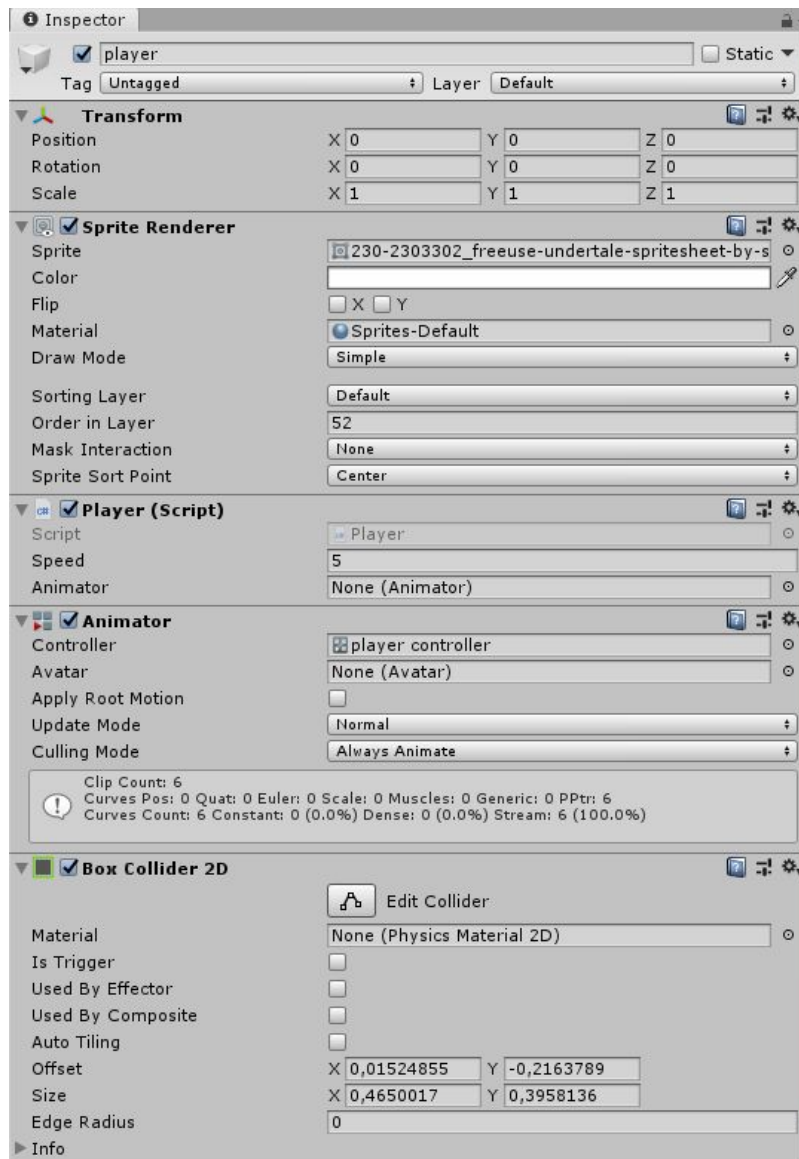 Inspector
player Static
Tag Untagged Layer Default
Transform
Position X 0 Y 0 Z 0
Rotation X 0 Y 0 Z 0
Scale X 1 Y 1 Z 1
Sprite Renderer
Sprite 230-2303302_freeuse-undertale-spritesheet-by-s
Color
Flip X Y
Material Sprites-Default
Draw Mode Simple
Sorting Layer Default
Order in Layer 52
Mask Interaction None
Sprite Sort Point Center
C# Player (Script)
Script Player
Speed 5
Animator None (Animator)
Animator
Controller player controller
Avatar None (Avatar)
Apply Root Motion
Update Mode Normal
Culling Mode Always Animate
Clip Count: 6
Curves Pos: 0 Quat: 0 Euler: 0 Scale: 0 Muscles: 0 Generic: 0 PPtr: 6
Curves Count: 6 Constant: 0 (0.0%) Dense: 0 (0.0%) Stream: 6 (100.0%)
Box Collider 2D
Edit Collider
Material None (Physics Material 2D)
Is Trigger
Used By Effector
Used By Composite
Auto Tiling
Offset X 0,01524855 Y -0,2163789
Size X 0,4650017 Y 0,3958136
Edge Radius 0
Info